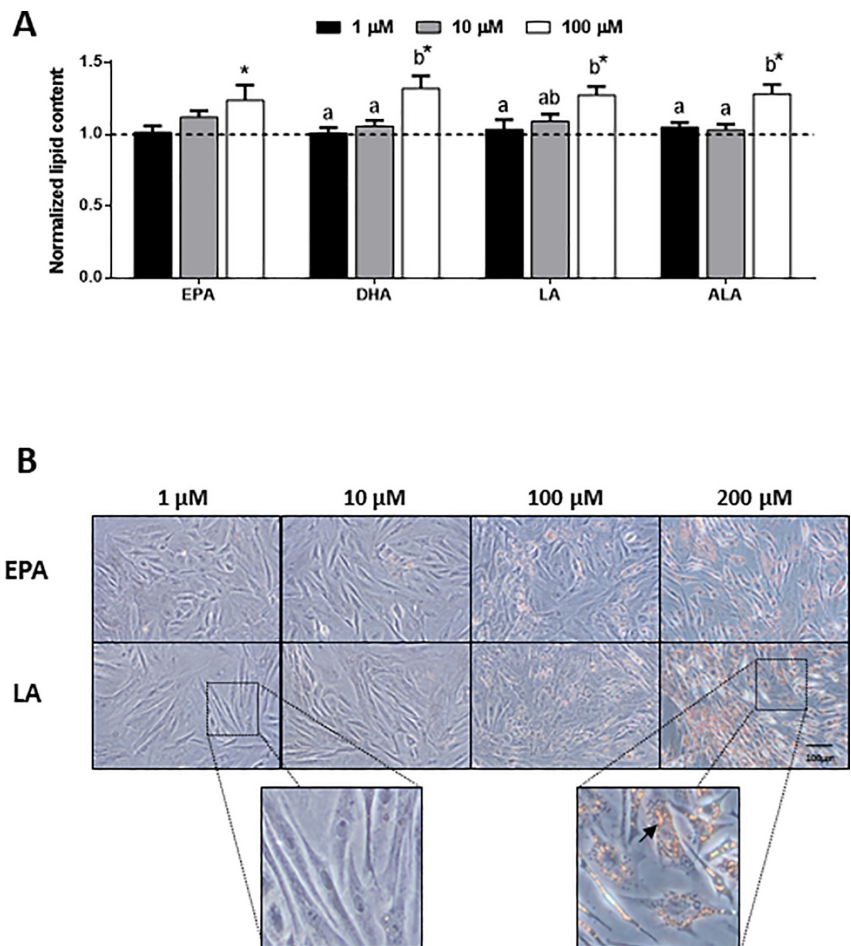 A
1 μM 10 μM 100 μM
Normalized lipid content
1.5
1.0
0.5
0.0
* b* b* b*
a a a ab a a
EPA DHA LA ALA
B
1 μM 10 μM 100 μM 200 μM
EPA
LA
100μm